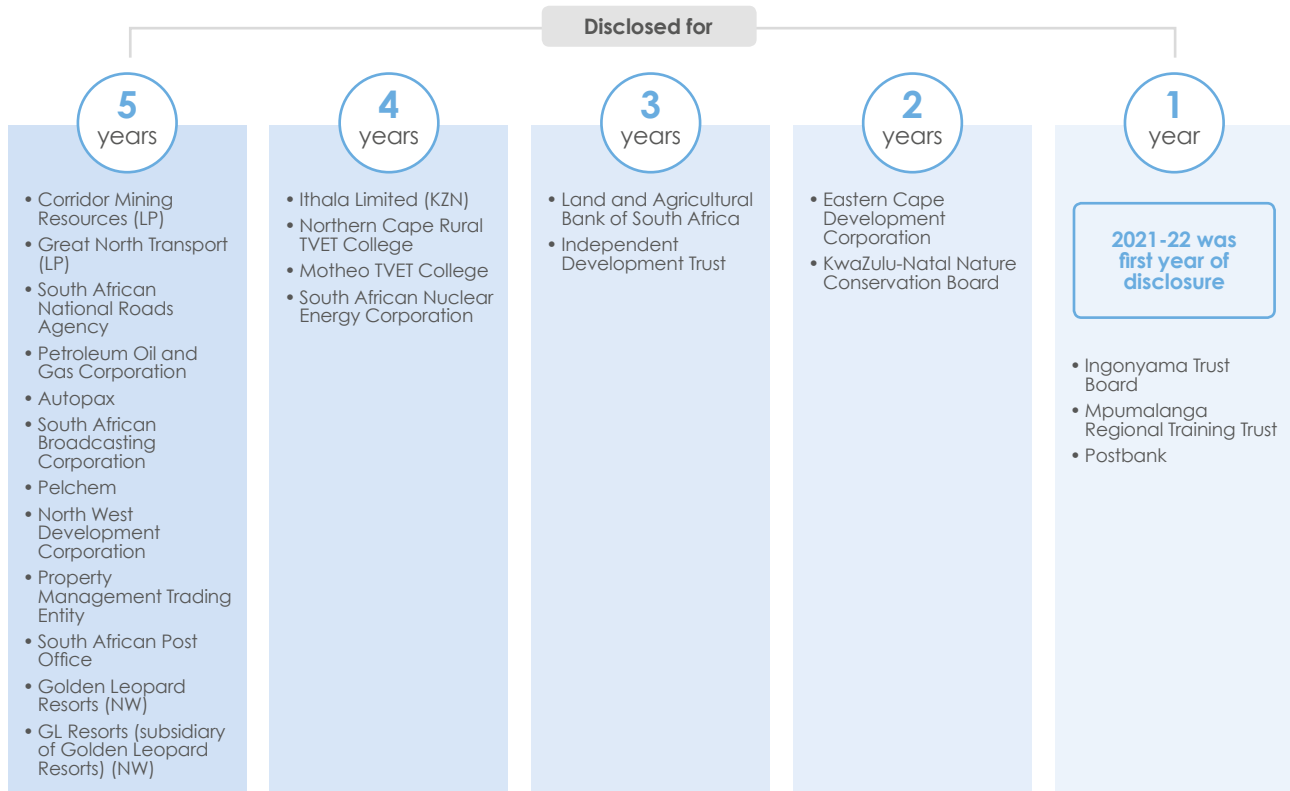 Disclosed for
5
years
• Corridor Mining
Resources (LP)
• Great North Transport
(LP)
• South African
National Roads
Agency
• Petroleum Oil and
Gas Corporation
• Autopax
• South African
Broadcasting
Corporation
• Pelchem
• North West
Development
Corporation
• Property
Management Trading
Entity
• South African Post
Office
• Golden Leopard
Resorts (NW)
• GL Resorts (subsidiary
of Golden Leopard
Resorts) (NW)
4
years
• Ithala Limited (KZN)
• Northern Cape Rural
TVET College
• Motheo TVET College
• South African Nuclear
Energy Corporation
3
years
• Land and Agricultural
Bank of South Africa
• Independent
Development Trust
2
years
• Eastern Cape
Development
Corporation
• KwaZulu-Natal Nature
Conservation Board
1
year
2021-22 was
first year of
disclosure
• Ingonyama Trust
Board
• Mpumalanga
Regional Training Trust
• Postbank